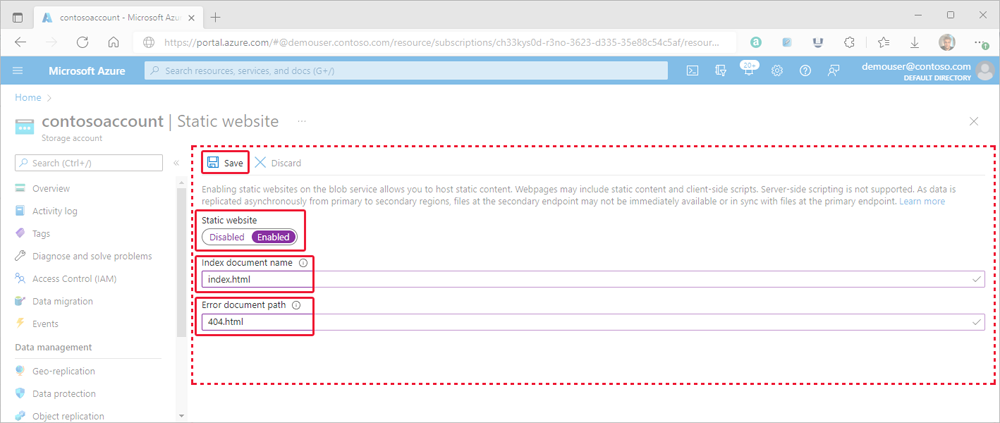 contosoaccount - Microsoft Azu
https://portal.azure.com/#@demouser.contoso.com/resource/subscriptions/ch33kys0d-r3no-3623-d335-35e88c54c5af/resour...
Microsoft Azure
Search resources, services, and docs (G+/)
20+
demouser@contoso.com
DEFAULT DIRECTORY
Home
contosoaccount | Static website
Storage account
Search (Ctrl+/)
Overview
Activity log
Tags
Diagnose and solve problems
Access Control (IAM)
Data migration
Events
Data management
Geo-replication
Data protection
Object replication
Save
Discard
Enabling static websites on the blob service allows you to host static content. Webpages may include static content and client-side scripts. Server-side scripting is not supported. As data is
replicated asynchronously from primary to secondary regions, files at the secondary endpoint may not be immediately available or in sync with files at the primary endpoint. Learn more
Static website
Disabled Enabled
Index document name
index.html
Error document path
404.html